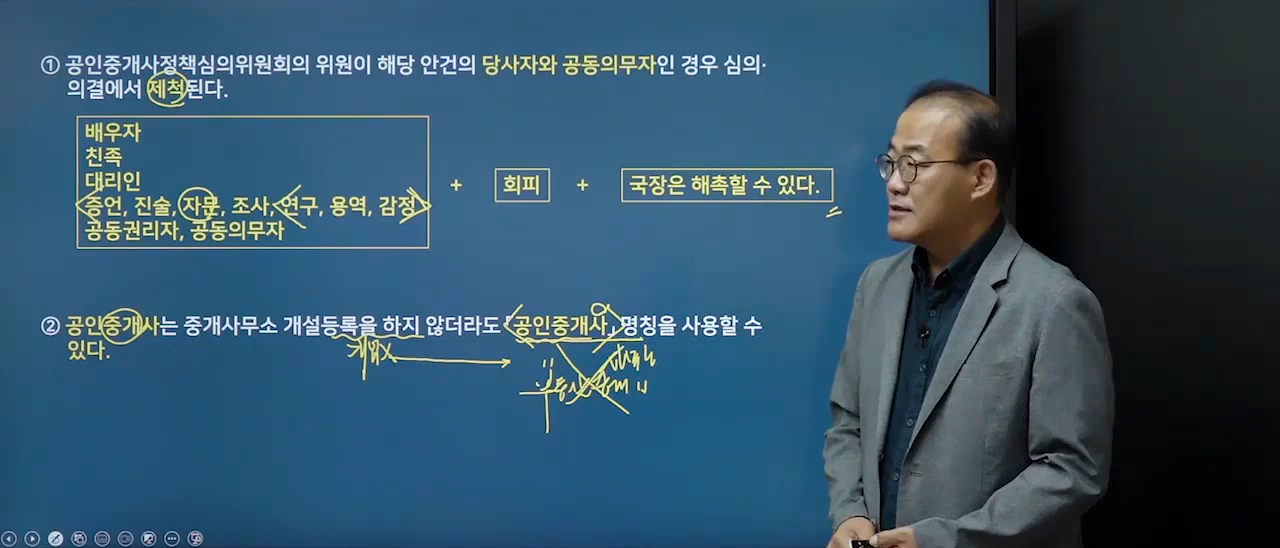 ① 공인중개사정책심의위원회의 위원이 해당 안건의 당사자와 공동의무자인 경우 심의·
의결에서 제척된다.
배우자
친족
대리인
증언, 진술, 자문, 조사, 연구, 용역, 감정
공동권리자, 공동의무자
+ 회피 + 국장은 해촉할 수 있다.
② 공인중개사는 중개사무소 개설등록을 하지 않더라도 「공인중개사」 명칭을 사용할 수
있다.